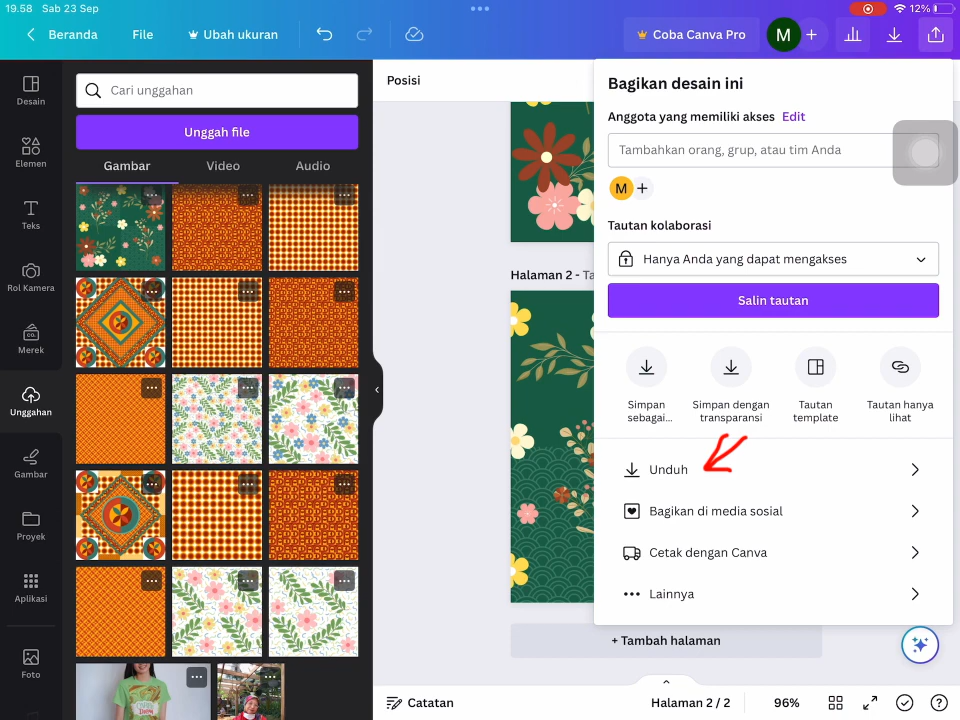 19.58 Sab 23 Sep
12%
Beranda
File
Ubah ukuran
Coba Canva Pro
M
Desain
Elemen
Teks
Rol Kamera
CO.
Merek
Unggahan
Gambar
Proyek
Aplikasi
Foto
Cari unggahan
Unggah file
Gambar Video Audio
Posisi
Halaman 2 - Ta
+ Tambah halaman
Bagikan desain ini
Anggota yang memiliki akses Edit
Tambahkan orang, grup, atau tim Anda
M
Tautan kolaborasi
Hanya Anda yang dapat mengakses
Salin tautan
Simpan
sebagai...
Simpan dengan
transparansi
Tautan
template
Tautan hanya
lihat
Unduh
Bagikan di media sosial
Cetak dengan Canva
Lainnya
Catatan
Halaman 2 / 2
96%